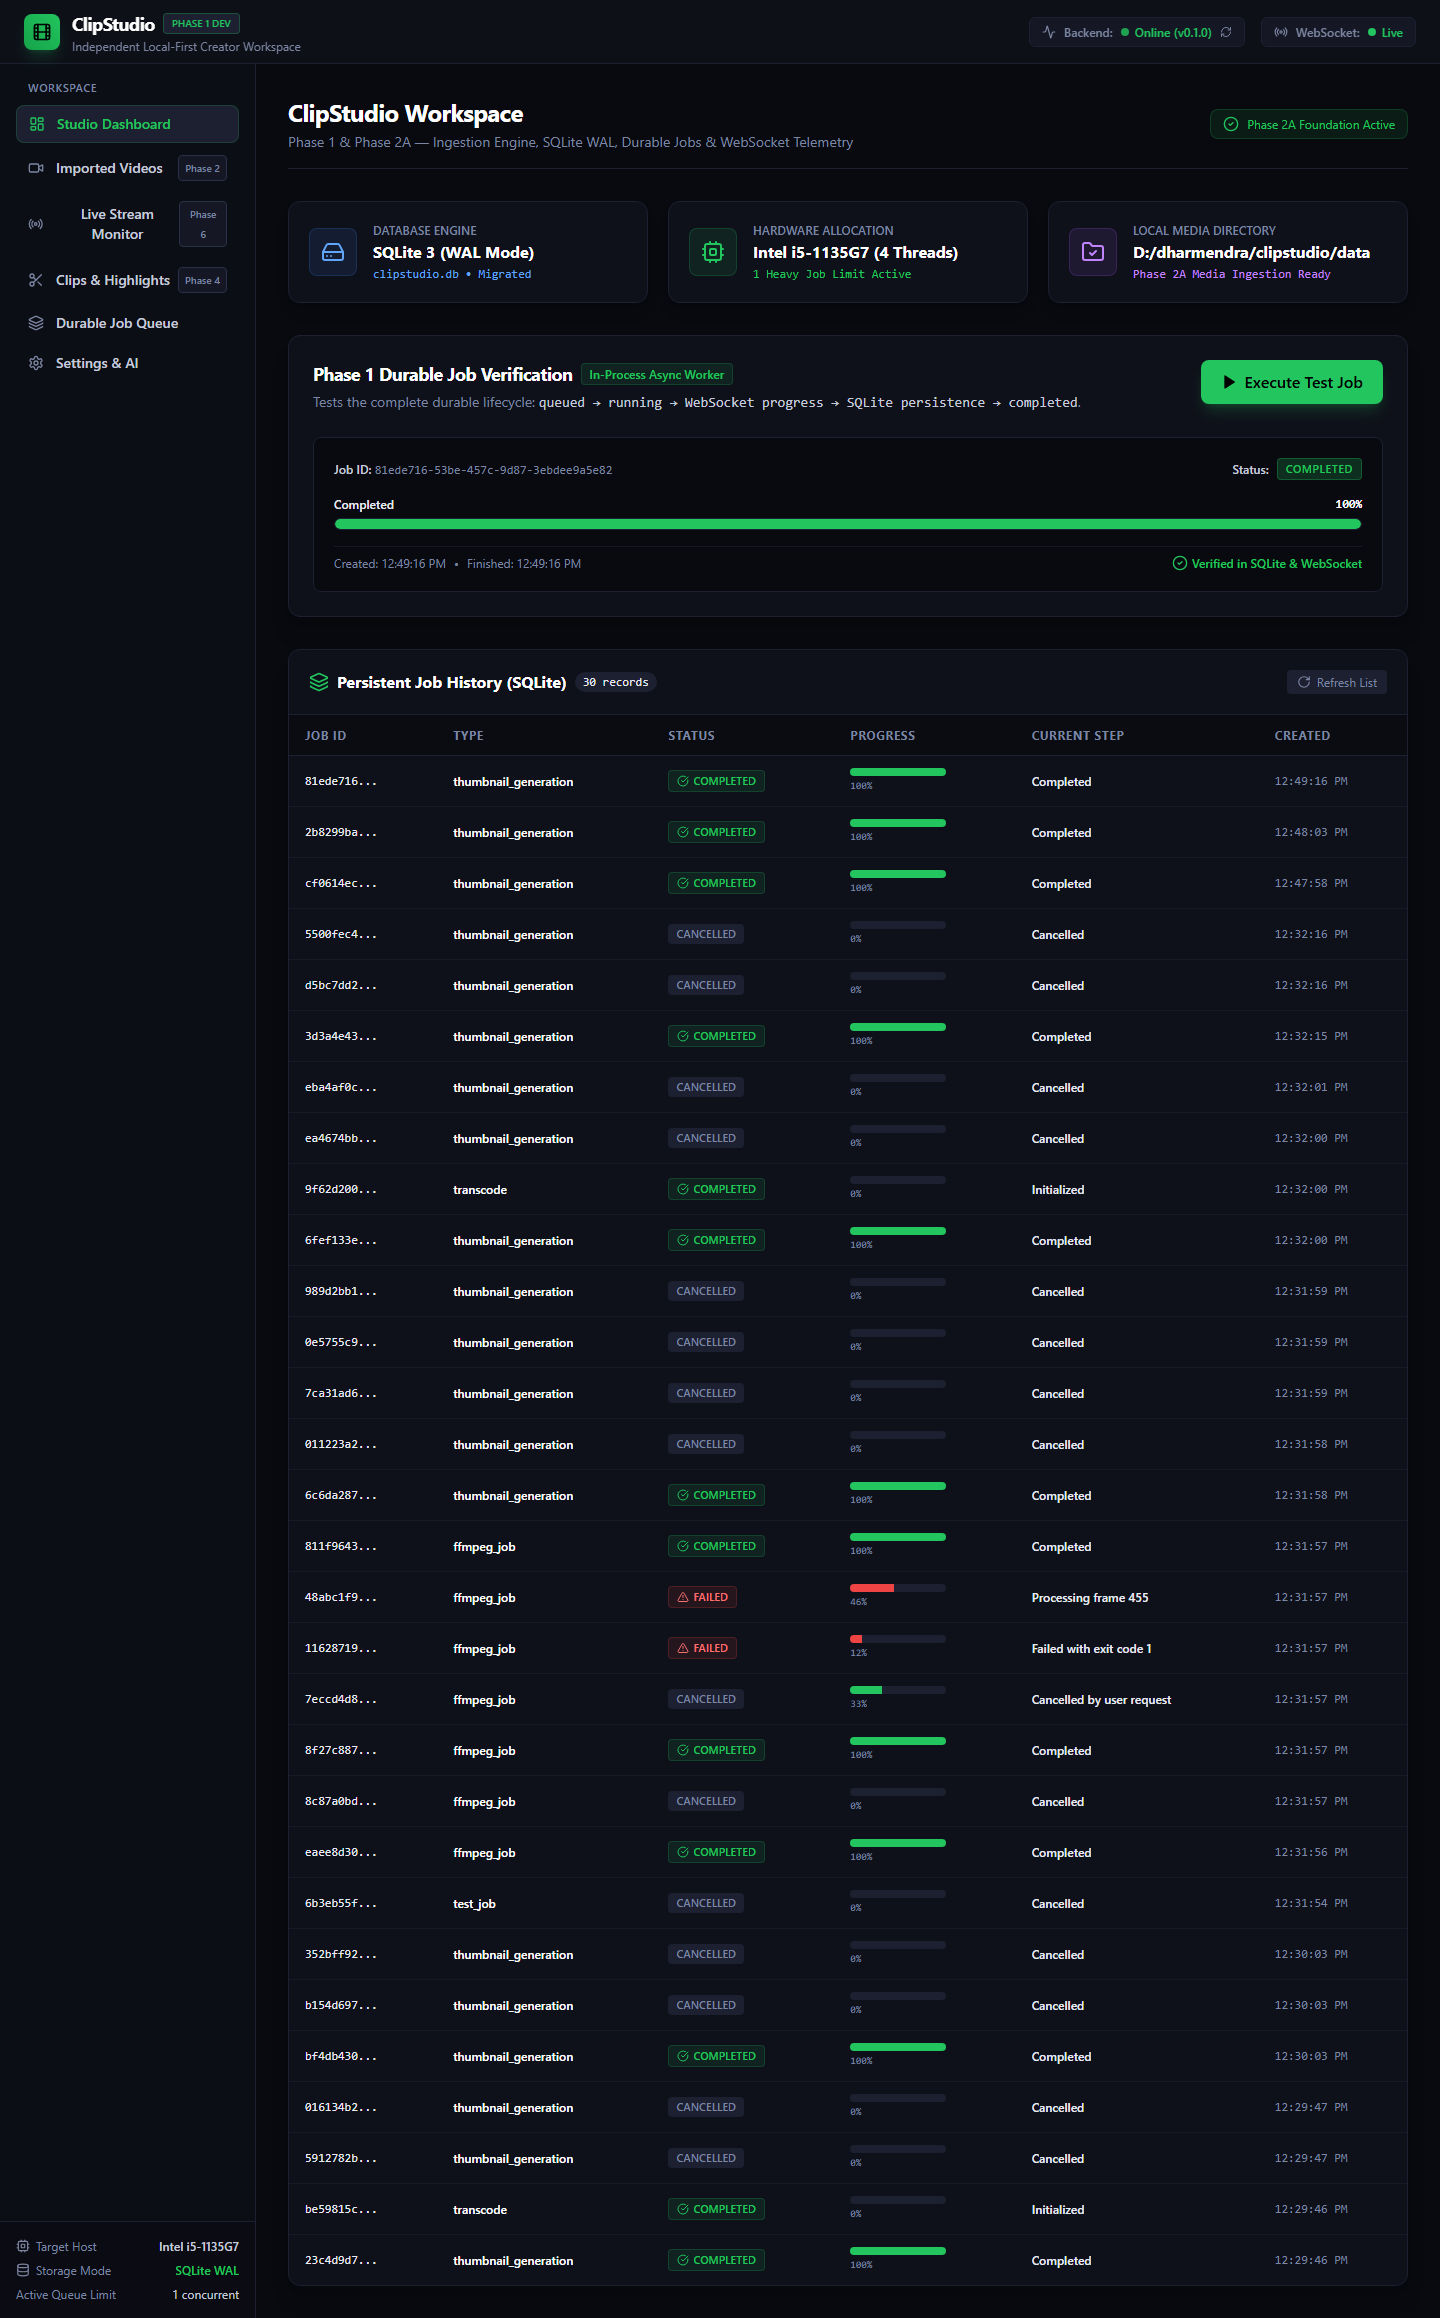 ClipStudio PHASE 1 DEV
Independent Local-First Creator Workspace
Backend: Online (v0.1.0)
WebSocket: Live
WORKSPACE
Studio Dashboard
Imported Videos Phase 2
Live Stream Monitor Phase 6
Clips & Highlights Phase 4
Durable Job Queue
Settings & AI
ClipStudio Workspace
Phase 1 & Phase 2A — Ingestion Engine, SQLite WAL, Durable Jobs & WebSocket Telemetry
Phase 2A Foundation Active
DATABASE ENGINE
SQLite 3 (WAL Mode)
clipstudio.db • Migrated
HARDWARE ALLOCATION
Intel i5-1135G7 (4 Threads)
1 Heavy Job Limit Active
LOCAL MEDIA DIRECTORY
D:/dharmendra/clipstudio/data
Phase 2A Media Ingestion Ready
Phase 1 Durable Job Verification In-Process Async Worker
Tests the complete durable lifecycle: queued → running → WebSocket progress → SQLite persistence → completed.
Execute Test Job
Job ID: 81ede716-53be-457c-9d87-3ebdee9a5e82
Status: COMPLETED
Completed 100%
Created: 12:49:16 PM • Finished: 12:49:16 PM
Verified in SQLite & WebSocket
Persistent Job History (SQLite) 30 records
Refresh List
JOB ID TYPE STATUS PROGRESS CURRENT STEP CREATED
81ede716... thumbnail_generation COMPLETED 100% Completed 12:49:16 PM
2b8299ba... thumbnail_generation COMPLETED 100% Completed 12:48:03 PM
cf0614ec... thumbnail_generation COMPLETED 100% Completed 12:47:58 PM
5500fec4... thumbnail_generation CANCELLED 0% Cancelled 12:32:16 PM
d5bc7dd2... thumbnail_generation CANCELLED 0% Cancelled 12:32:16 PM
3d3a4e43... thumbnail_generation COMPLETED 100% Completed 12:32:15 PM
eba4af0c... thumbnail_generation CANCELLED 0% Cancelled 12:32:01 PM
ea4674bb... thumbnail_generation CANCELLED 0% Cancelled 12:32:00 PM
9f62d200... transcode COMPLETED 0% Initialized 12:32:00 PM
6fef133e... thumbnail_generation COMPLETED 100% Completed 12:32:00 PM
989d2bb1... thumbnail_generation CANCELLED 0% Cancelled 12:31:59 PM
0e5755c9... thumbnail_generation CANCELLED 0% Cancelled 12:31:59 PM
7ca31ad6... thumbnail_generation CANCELLED 0% Cancelled 12:31:59 PM
011223a2... thumbnail_generation CANCELLED 0% Cancelled 12:31:58 PM
6c6da287... thumbnail_generation COMPLETED 100% Completed 12:31:58 PM
811f9643... ffmpeg_job COMPLETED 100% Completed 12:31:57 PM
48abc1f9... ffmpeg_job FAILED 46% Processing frame 455 12:31:57 PM
11628719... ffmpeg_job FAILED 12% Failed with exit code 1 12:31:57 PM
7eccd4d8... ffmpeg_job CANCELLED 33% Cancelled by user request 12:31:57 PM
8f27c887... ffmpeg_job COMPLETED 100% Completed 12:31:57 PM
8c87a0bd... ffmpeg_job CANCELLED 0% Cancelled 12:31:57 PM
eaee8d30... ffmpeg_job COMPLETED 100% Completed 12:31:56 PM
6b3eb55f... test_job CANCELLED 0% Cancelled 12:31:54 PM
352bff92... thumbnail_generation CANCELLED 0% Cancelled 12:30:03 PM
b154d697... thumbnail_generation CANCELLED 0% Cancelled 12:30:03 PM
bf4db430... thumbnail_generation COMPLETED 100% Completed 12:30:03 PM
016134b2... thumbnail_generation CANCELLED 0% Cancelled 12:29:47 PM
5912782b... thumbnail_generation CANCELLED 0% Cancelled 12:29:47 PM
be59815c... transcode COMPLETED 0% Initialized 12:29:46 PM
23c4d9d7... thumbnail_generation COMPLETED 100% Completed 12:29:46 PM
Target Host Intel i5-1135G7
Storage Mode SQLite WAL
Active Queue Limit 1 concurrent